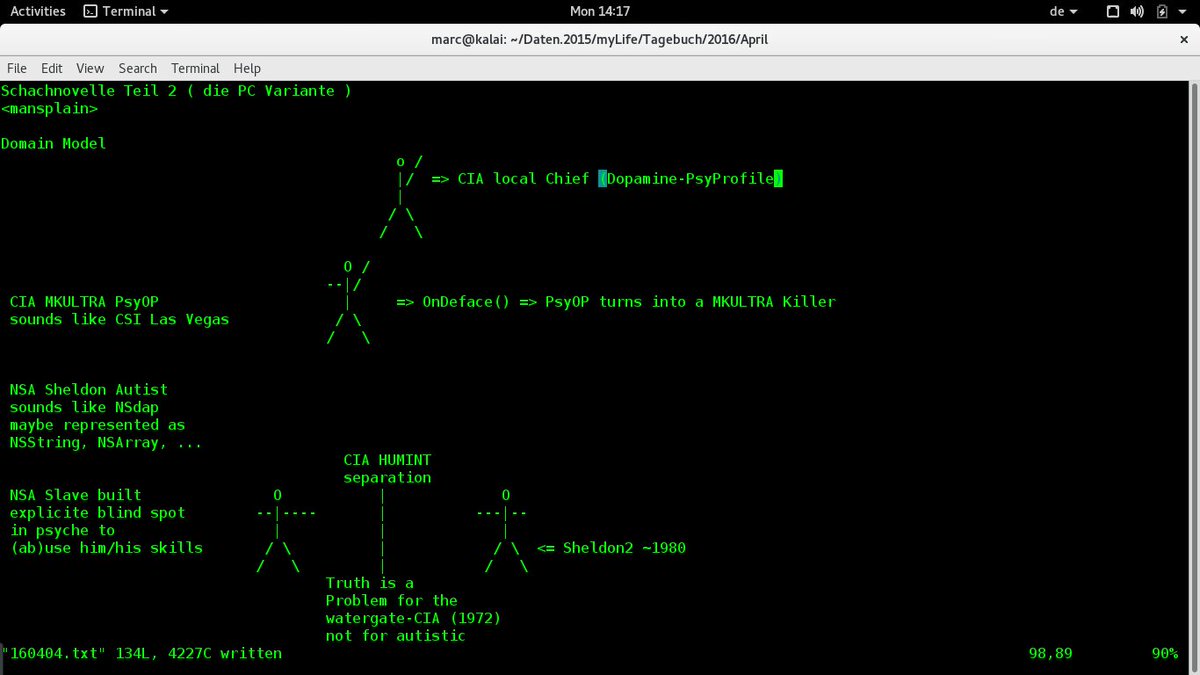 Activities Terminal Mon 14:17 de
marc@kalai: ~/Daten.2015/myLife/Tagebuch/2016/April ×
File Edit View Search Terminal Help
Schachnovelle Teil 2 ( die PC Variante )
<mansplain>
Domain Model
o /
|/ => CIA local Chief (Dopamine-PsyProfile)
|
/ \
/ \
O /
--|/
CIA MKULTRA PsyOP | => OnDeface() => PsyOP turns into a MKULTRA Killer
sounds like CSI Las Vegas / \
/ \
NSA Sheldon Autist
sounds like NSdap
maybe represented as
NSString, NSArray, ...
CIA HUMINT
separation
NSA Slave built O | O
explicite blind spot --|---- | ---|--
in psyche to | | |
(ab)use him/his skills / \ | / \ <= Sheldon2 ~1980
/ \ | / \
Truth is a
Problem for the
watergate-CIA (1972)
not for autistic
"160404.txt" 134L, 4227C written 98,89 90%